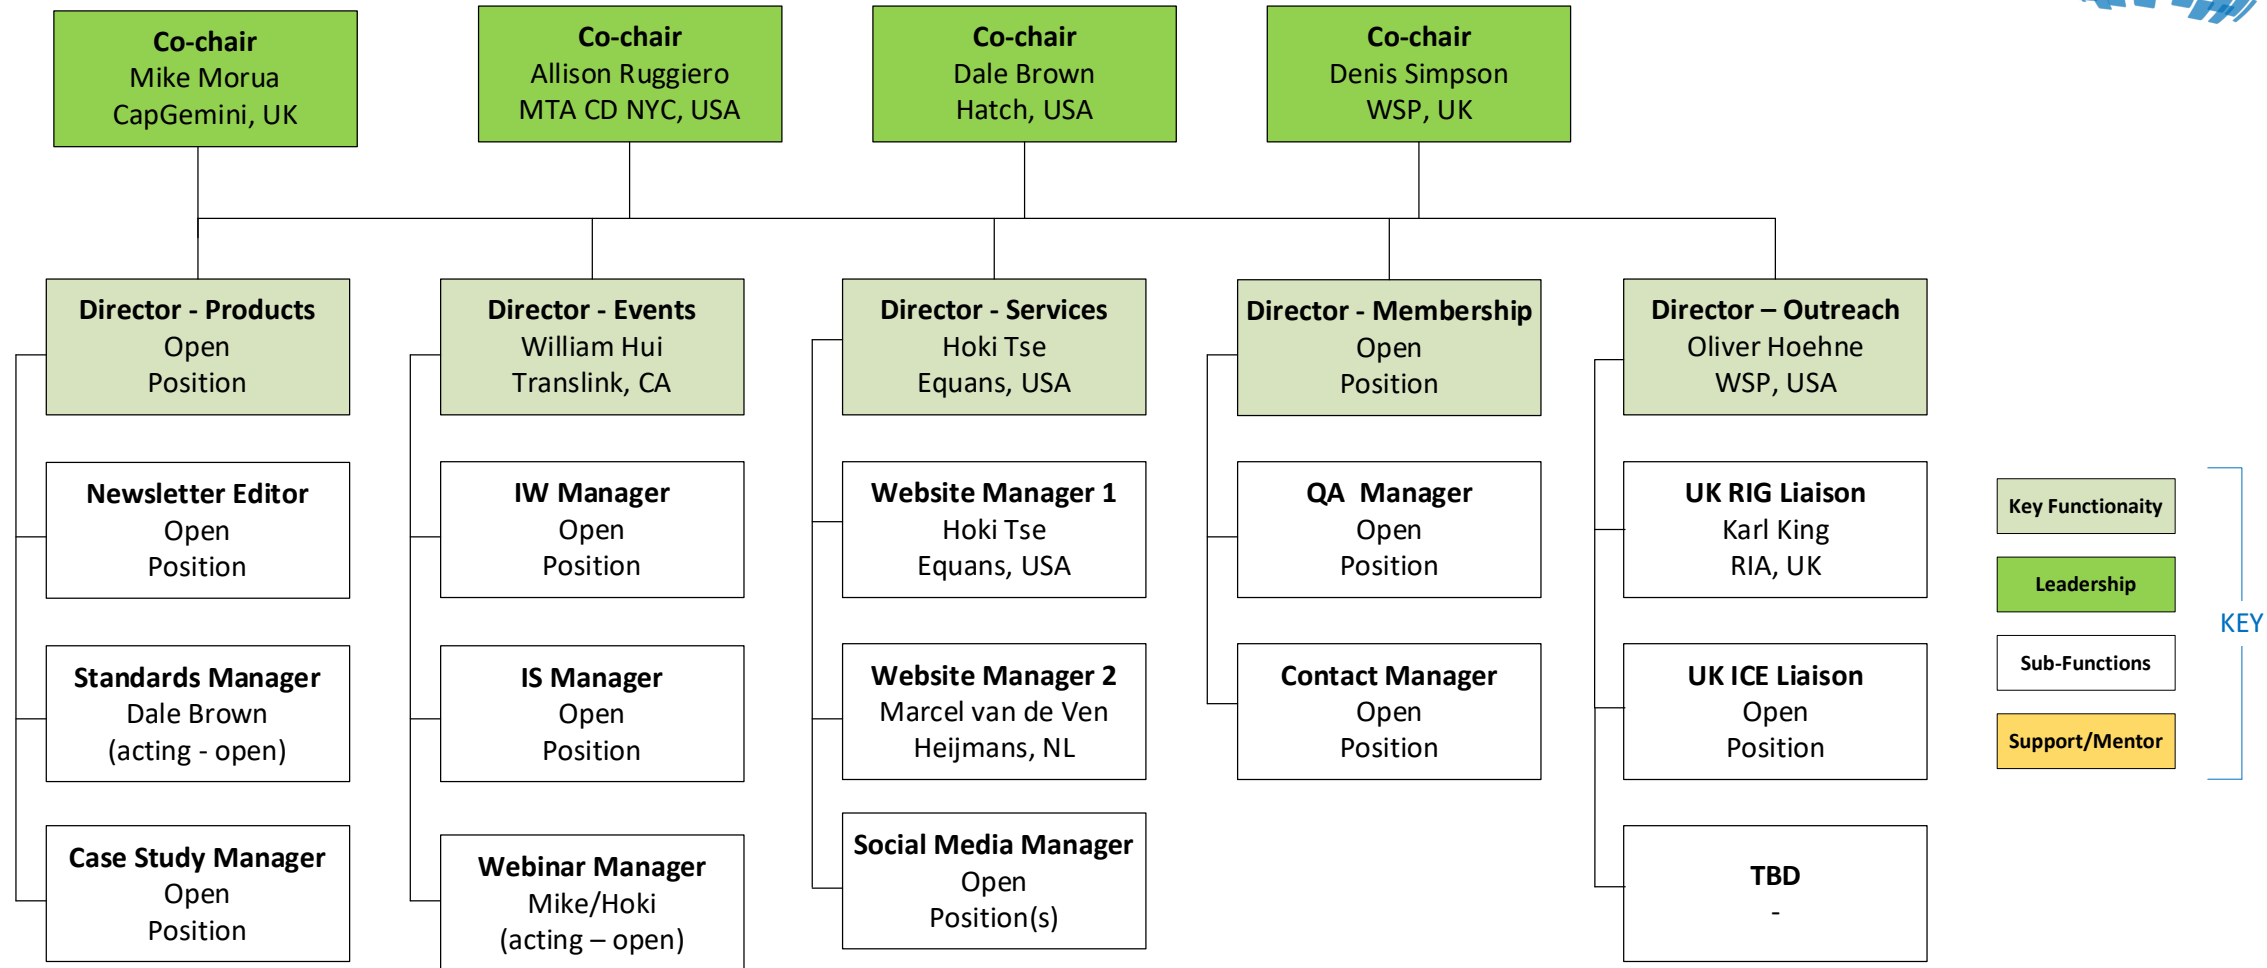 Co-chair
Mike Morua
CapGemini, UK
Co-chair
Allison Ruggiero
MTA CD NYC, USA
Co-chair
Dale Brown
Hatch, USA
Co-chair
Denis Simpson
WSP, UK
Director - Products
Open
Position
Director - Events
William Hui
Translink, CA
Director - Services
Hoki Tse
Equans, USA
Director - Membership
Open
Position
Director – Outreach
Oliver Hoehne
WSP, USA
Newsletter Editor
Open
Position
IW Manager
Open
Position
Website Manager 1
Hoki Tse
Equans, USA
QA  Manager
Open
Position
UK RIG Liaison
Karl King
RIA, UK
Standards Manager
Dale Brown
(acting - open)
IS Manager
Open
Position
Website Manager 2
Marcel van de Ven
Heijmans, NL
Contact Manager
Open
Position
UK ICE Liaison
Open
Position
Case Study Manager
Open
Position
Webinar Manager
Mike/Hoki
(acting – open)
Social Media Manager
Open
Position(s)
TBD
-
Key Functionaity
Leadership
Sub-Functions
Support/Mentor
KEY